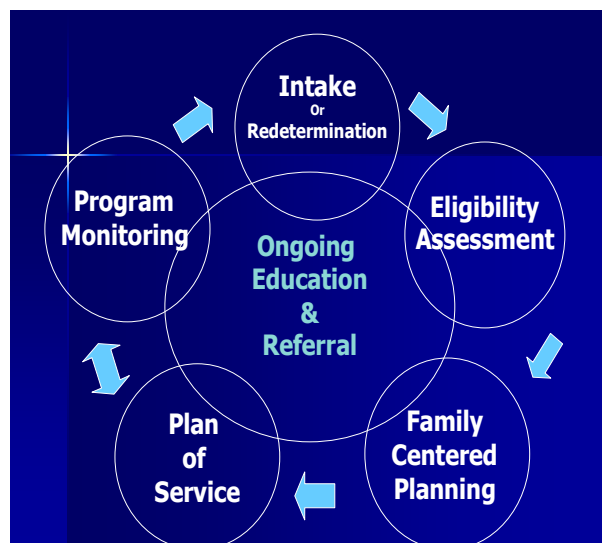 Intake
Or
Redetermination
Eligibility
Assessment
Family
Centered
Planning
Plan
of
Service
Program
Monitoring
Ongoing
Education
&
Referral